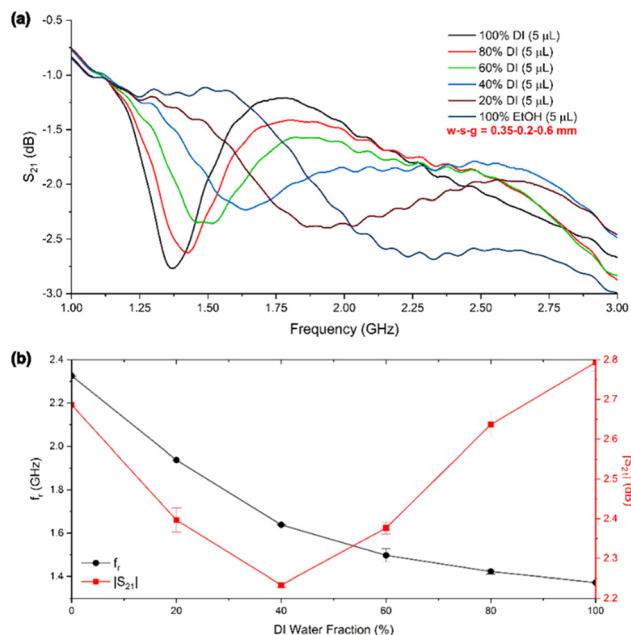 (a)
-0.5
-1.0
-1.5
-2.0
-2.5
-3.0
S21 (dB)
100% DI (5 μL)
80% DI (5 μL)
60% DI (5 μL)
40% DI (5 μL)
20% DI (5 μL)
100% EtOH (5 μL)
w-s-g = 0.35-0.2-0.6 mm
1.00 1.25 1.50 1.75 2.00 2.25 2.50 2.75 3.00
Frequency (GHz)
(b)
2.4
2.2
2.0
1.8
1.6
1.4
fr (GHz)
fr
|S21|
2.8
2.7
2.6
2.5
2.4
2.3
2.2
|S21| (dB)
0 20 40 60 80 100
DI Water Fraction (%)